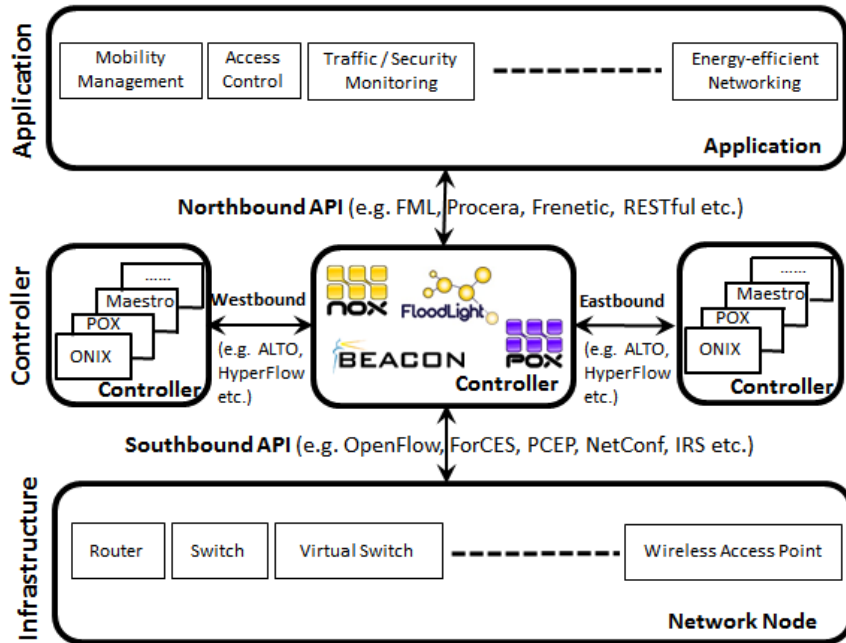 Application
Mobility
Management
Access
Control
Traffic / Security
Monitoring
Energy-efficient
Networking
Application
Northbound API (e.g. FML, Procera, Frenetic, RESTful etc.)
Controller
......
Maestro
POX
ONIX
Controller
Westbound
(e.g. ALTO,
HyperFlow
etc.)
nox
FloodLight
BEACON
POX
Controller
Eastbound
(e.g. ALTO,
HyperFlow
etc.)
......
Maestro
POX
ONIX
Controller
Southbound API (e.g. OpenFlow, ForCES, PCEP, NetConf, IRS etc.)
Infrastructure
Router
Switch
Virtual Switch
Wireless Access Point
Network Node